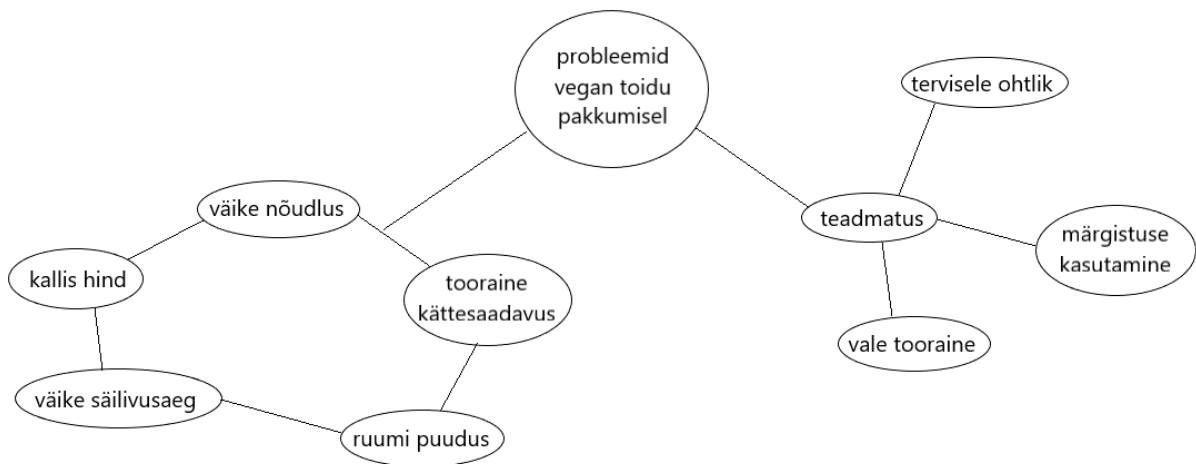 probleemid
vegan toidu
pakkumisel
tervisele ohtlik
väike nõudlus
teadmatus
märgistuse
kasutamine
kallis hind
tooraine
kättesaadavus
vale tooraine
väike säilivusaeg
ruumi puudus